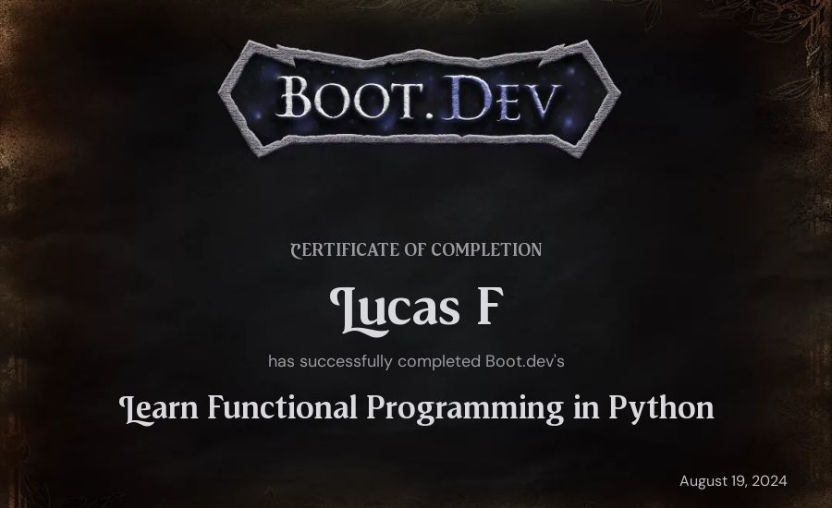 BOOT.DEV
CERTIFICATE OF COMPLETION
Lucas F
has successfully completed Boot.dev's
Learn Functional Programming in Python
August 19, 2024